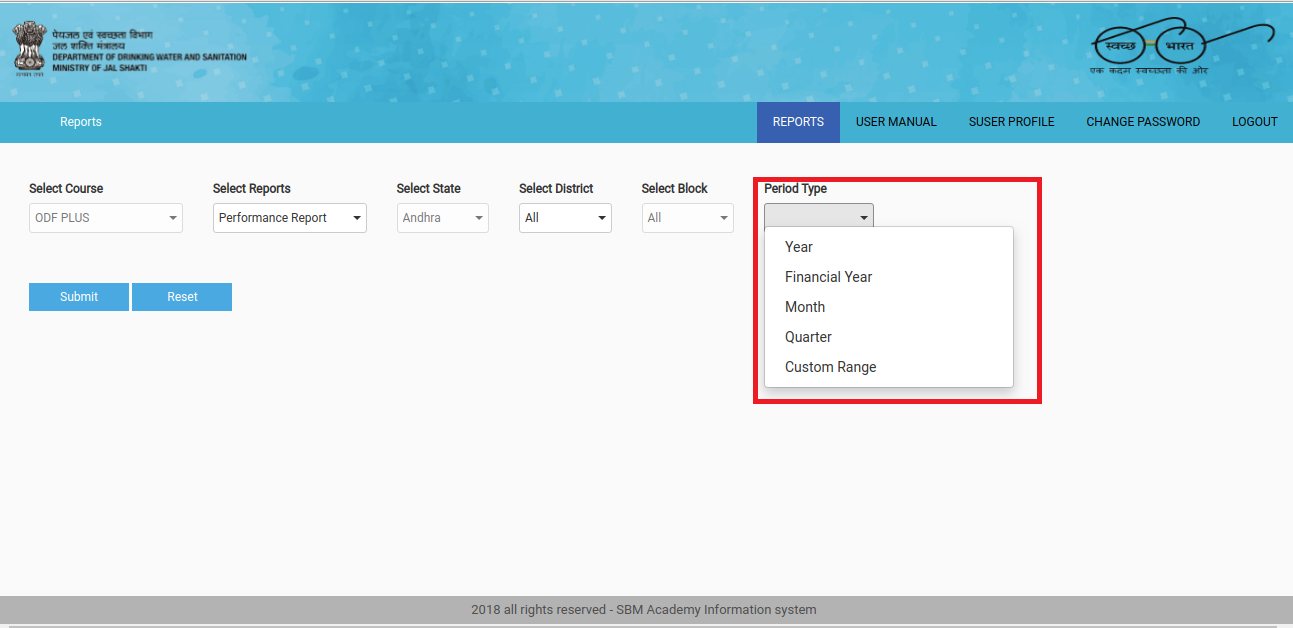 पेयजल एवं स्वच्छता विभाग
जल शक्ति मंत्रालय
DEPARTMENT OF DRINKING WATER AND SANITATION
MINISTRY OF JAL SHAKTI
स्वच्छ भारत
एक कदम स्वच्छता की ओर
Reports
REPORTS USER MANUAL SUSER PROFILE CHANGE PASSWORD LOGOUT
Select Course Select Reports Select State Select District Select Block Period Type
ODF PLUS Performance Report Andhra All All
Year
Financial Year
Month
Quarter
Custom Range
Submit Reset
2018 all rights reserved - SBM Academy Information system